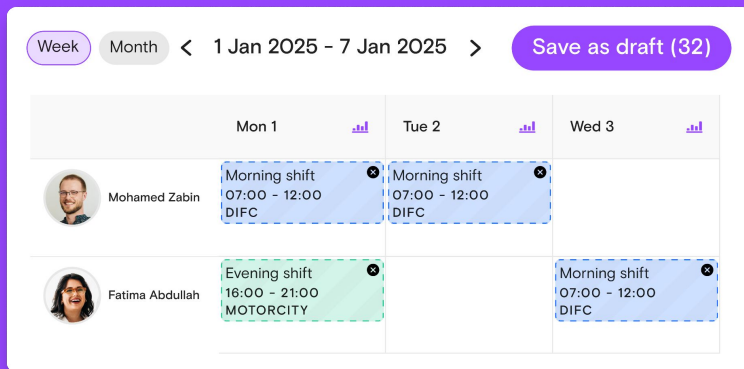 Week Month 1 Jan 2025 - 7 Jan 2025 Save as draft (32)
Mon 1 Tue 2 Wed 3
Mohamed Zabin
Morning shift
07:00 - 12:00
DIFC
Morning shift
07:00 - 12:00
DIFC
Fatima Abdullah
Evening shift
16:00 - 21:00
MOTORCITY
Morning shift
07:00 - 12:00
DIFC